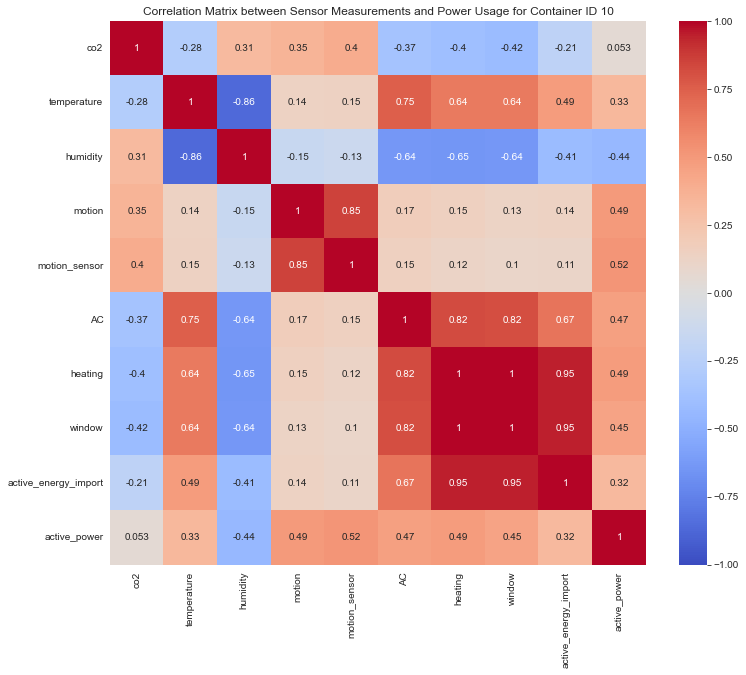 Correlation Matrix between Sensor Measurements and Power Usage for Container ID 10
co2 1 -0.28 0.31 0.35 0.4 -0.37 -0.4 -0.42 -0.21 0.053
temperature -0.28 1 -0.86 0.14 0.15 0.75 0.64 0.64 0.49 0.33
humidity 0.31 -0.86 1 -0.15 -0.13 -0.64 -0.65 -0.64 -0.41 -0.44
motion 0.35 0.14 -0.15 1 0.85 0.17 0.15 0.13 0.14 0.49
motion_sensor 0.4 0.15 -0.13 0.85 1 0.15 0.12 0.1 0.11 0.52
AC -0.37 0.75 -0.64 0.17 0.15 1 0.82 0.82 0.67 0.47
heating -0.4 0.64 -0.65 0.15 0.12 0.82 1 1 0.95 0.49
window -0.42 0.64 -0.64 0.13 0.1 0.82 1 1 0.95 0.45
active_energy_import -0.21 0.49 -0.41 0.14 0.11 0.67 0.95 0.95 1 0.32
active_power 0.053 0.33 -0.44 0.49 0.52 0.47 0.49 0.45 0.32 1
co2
temperature
humidity
motion
motion_sensor
AC
heating
window
active_energy_import
active_power
1.00
0.75
0.50
0.25
0.00
−0.25
−0.50
−0.75
−1.00